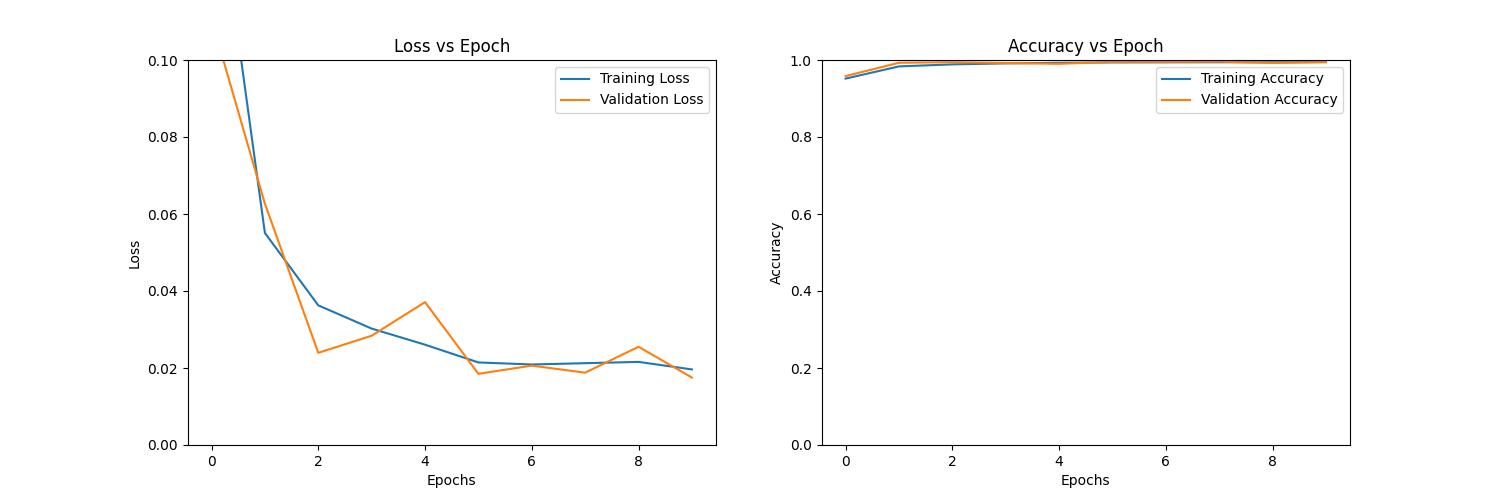 Loss vs Epoch
0.10
0.08
0.06
0.04
0.02
0.00
Loss
Training Loss
Validation Loss
0 2 4 6 8
Epochs
Accuracy vs Epoch
1.0
0.8
0.6
0.4
0.2
0.0
Accuracy
Training Accuracy
Validation Accuracy
0 2 4 6 8
Epochs